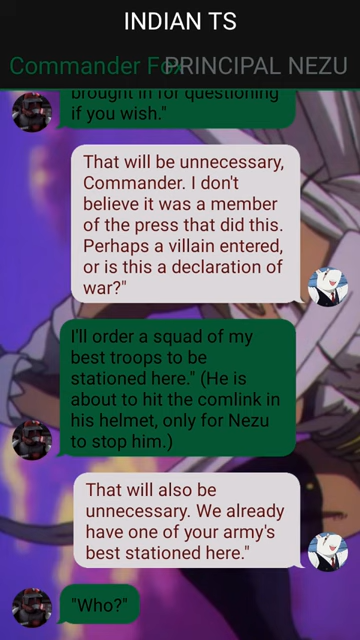 INDIAN TS
Commander Fox
PRINCIPAL NEZU
brought in for questioning
if you wish."
That will be unnecessary,
Commander. I don't
believe it was a member
of the press that did this.
Perhaps a villain entered,
or is this a declaration of
war?"
I'll order a squad of my
best troops to be
stationed here." (He is
about to hit the comlink in
his helmet, only for Nezu
to stop him.)
That will also be
unnecessary. We already
have one of your army's
best stationed here."
"Who?"